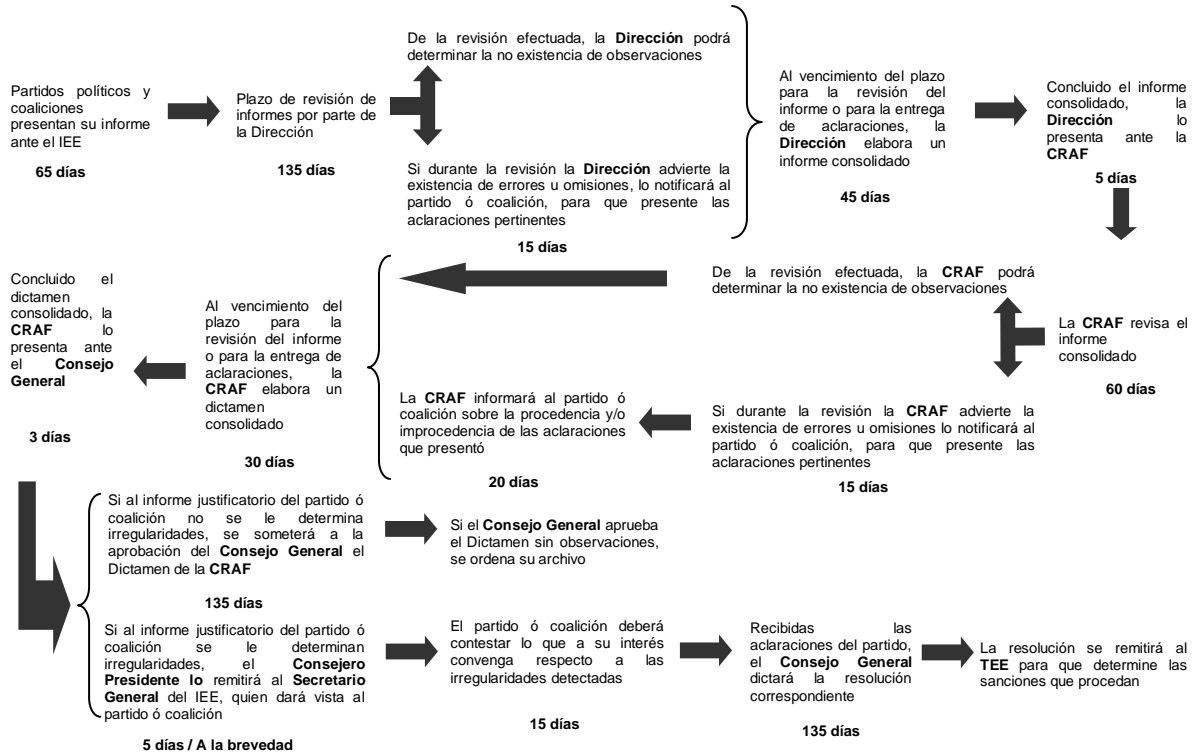 Partidos políticos y
coaliciones
presentan su informe
ante el IEE
65 días
Plazo de revisión de
informes por parte de
la Dirección
135 días
De la revisión efectuada, la Dirección podrá
determinar la no existencia de observaciones
Si durante la revisión la Dirección advierte la
existencia de errores u omisiones, lo notificará al
partido ó coalición, para que presente las
aclaraciones pertinentes
15 días
Al vencimiento del plazo
para la revisión del
informe o para la entrega
de aclaraciones, la
Dirección elabora un
informe consolidado
45 días
Concluido el informe
consolidado, la
Dirección lo
presenta ante la
CRAF
5 días
La CRAF revisa el
informe
consolidado
60 días
De la revisión efectuada, la CRAF podrá
determinar la no existencia de observaciones
Si durante la revisión la CRAF advierte la
existencia de errores u omisiones lo notificará al
partido ó coalición, para que presente las
aclaraciones pertinentes
15 días
La CRAF informará al partido ó
coalición sobre la procedencia y/o
improcedencia de las aclaraciones
que presentó
20 días
Al vencimiento del
plazo para la
revisión del informe
o para la entrega de
aclaraciones, la
CRAF elabora un
dictamen
consolidado
30 días
Concluido el
dictamen
consolidado, la
CRAF lo
presenta ante
el Consejo
General
3 días
Si al informe justificatorio del partido ó
coalición no se le determina
irregularidades, se someterá a la
aprobación del Consejo General el
Dictamen de la CRAF
135 días
Si el Consejo General aprueba
el Dictamen sin observaciones,
se ordena su archivo
Si al informe justificatorio del partido ó
coalición se le determinan
irregularidades, el Consejero
Presidente lo remitirá al Secretario
General del IEE, quien dará vista al
partido ó coalición
5 días / A la brevedad
El partido ó coalición deberá
contestar lo que a su interés
convenga respecto a las
irregularidades detectadas
15 días
Recibidas las
aclaraciones del partido,
el Consejo General
dictará la resolución
correspondiente
135 días
La resolución se remitirá al
TEE para que determine las
sanciones que procedan